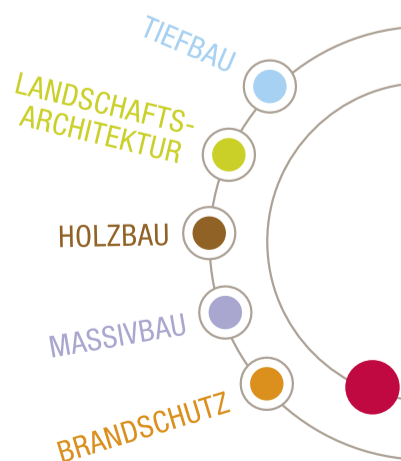 TIEFBAU
LANDSCHAFTS-
ARCHITEKTUR
HOLZBAU
MASSIVBAU
BRANDSCHUTZ